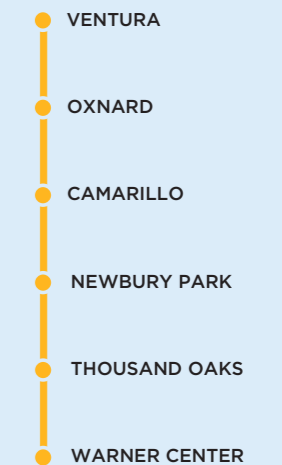 VENTURA
OXNARD
CAMARILLO
NEWBURY PARK
THOUSAND OAKS
WARNER CENTER